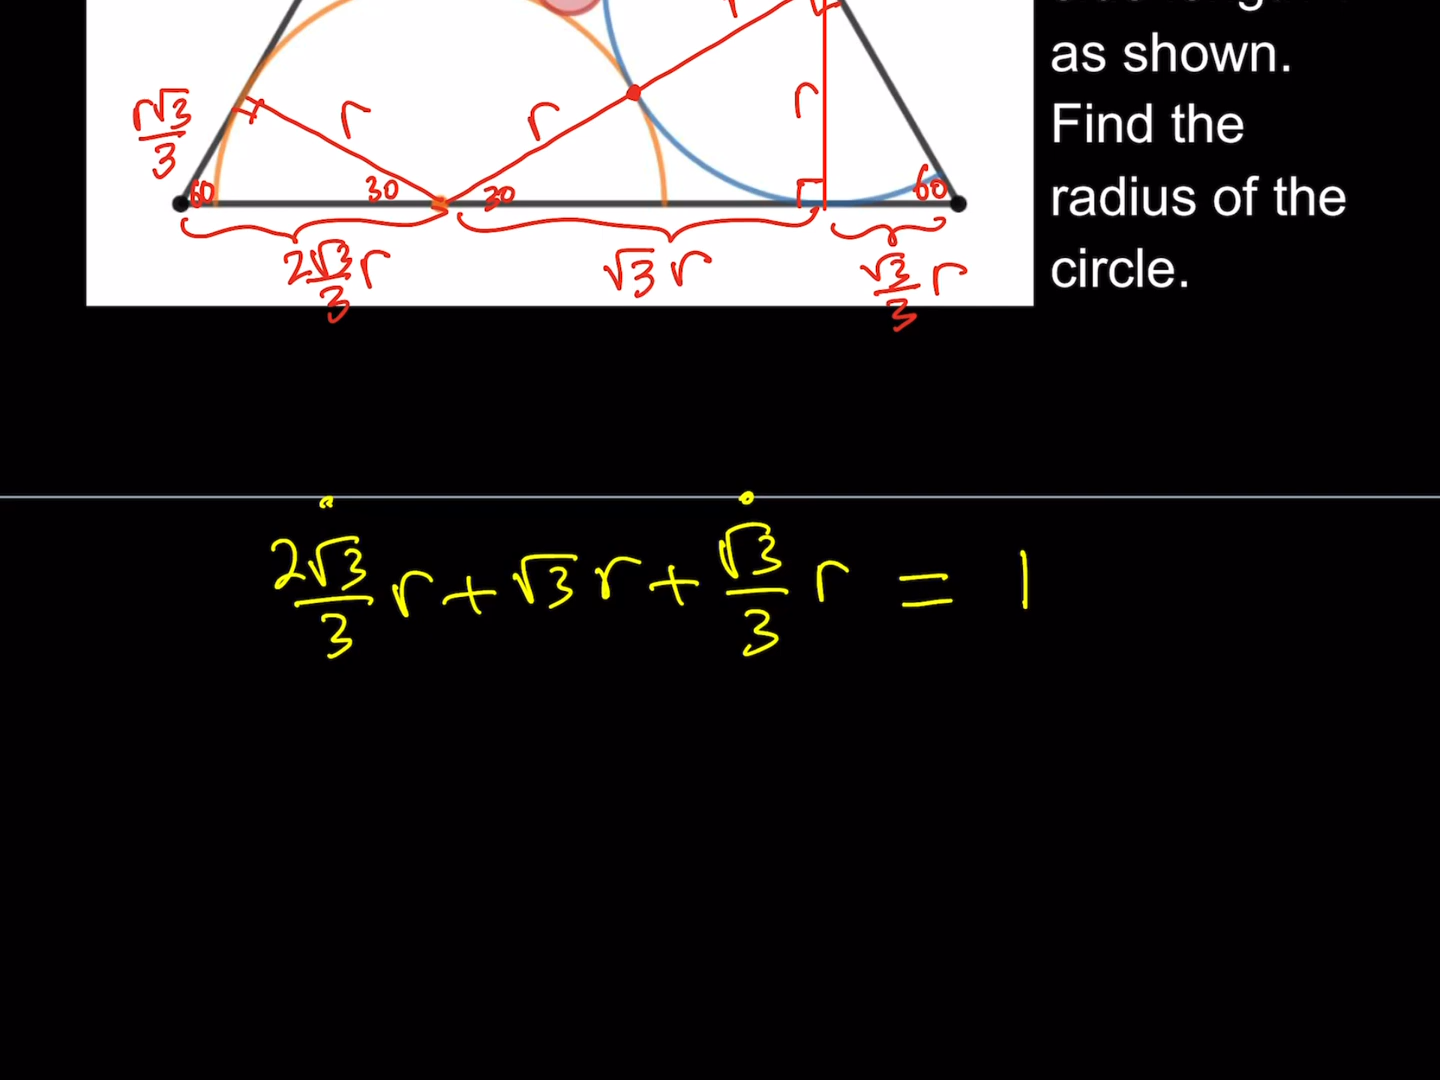 as shown.
Find the
radius of the
circle.
r√3/3
r
r
r
60
30
30
60
2√3/3 r
√3 r
√3/3 r
2√3/3 r + √3 r + √3/3 r = 1